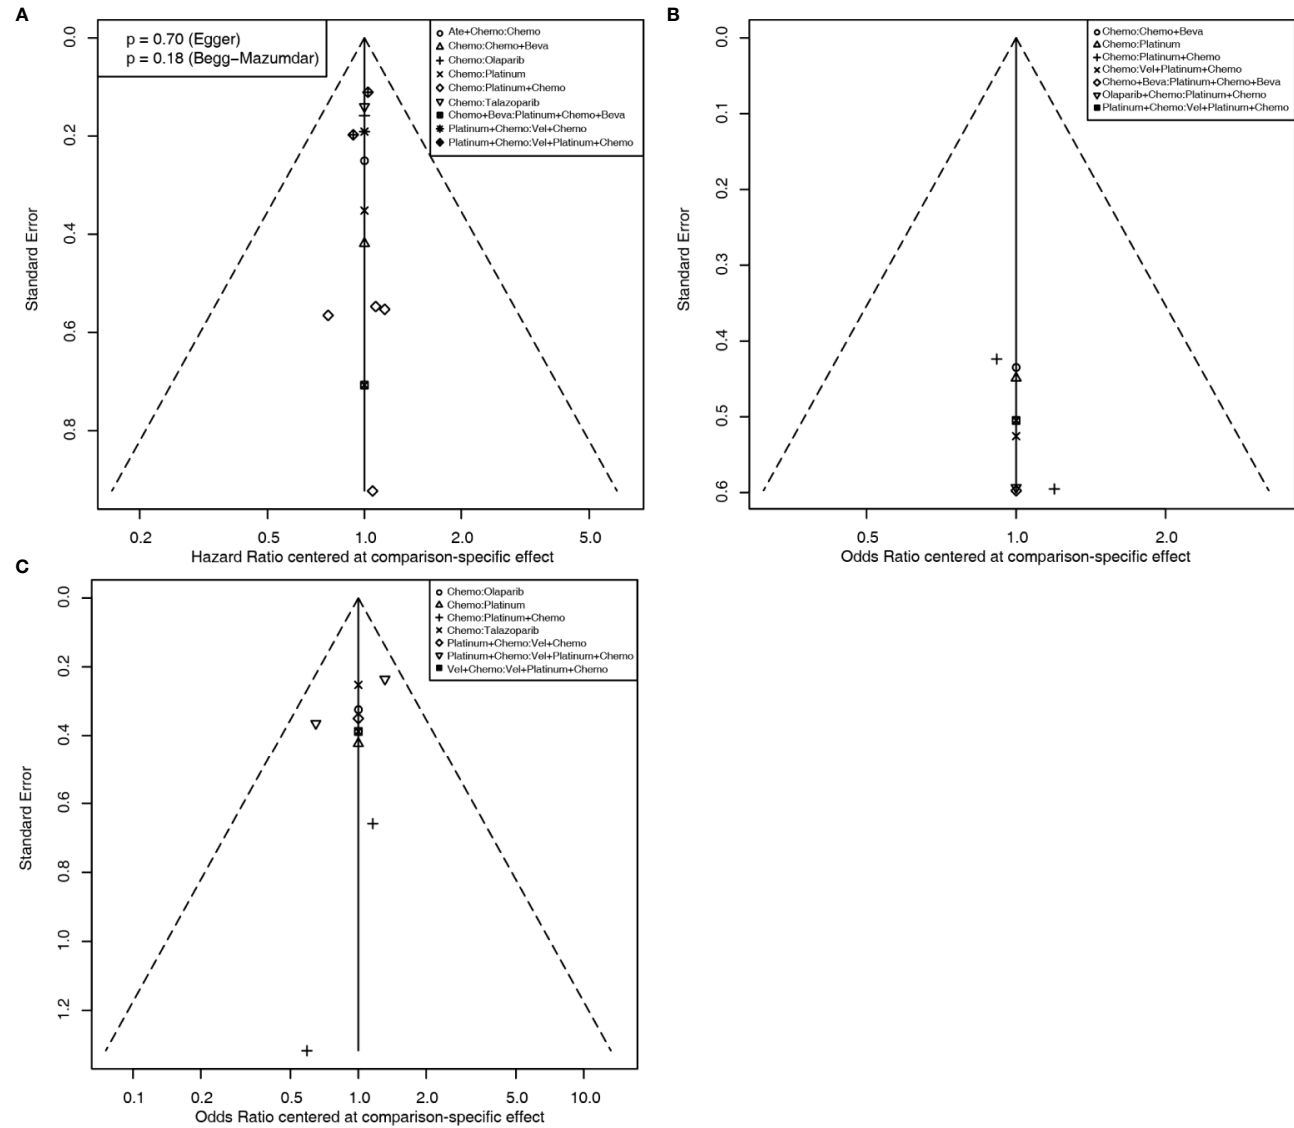 A
p = 0.70 (Egger)
p = 0.18 (Begg−Mazumdar)
Ate+Chemo:Chemo
Chemo:Chemo+Beva
Chemo:Olaparib
Chemo:Platinum
Chemo:Platinum+Chemo
Chemo:Talazoparib
Chemo+Beva:Platinum+Chemo+Beva
Platinum+Chemo:Vel+Chemo
Platinum+Chemo:Vel+Platinum+Chemo
Standard Error
0.0
0.2
0.4
0.6
0.8
0.2 0.5 1.0 2.0 5.0
Hazard Ratio centered at comparison-specific effect
B
Chemo:Chemo+Beva
Chemo:Platinum
Chemo:Platinum+Chemo
Chemo:Vel+Platinum+Chemo
Chemo+Beva:Platinum+Chemo+Beva
Olaparib+Chemo:Platinum+Chemo
Platinum+Chemo:Vel+Platinum+Chemo
Standard Error
0.0
0.1
0.2
0.3
0.4
0.5
0.6
0.5 1.0 2.0
Odds Ratio centered at comparison-specific effect
C
Chemo:Olaparib
Chemo:Platinum
Chemo:Platinum+Chemo
Chemo:Talazoparib
Platinum+Chemo:Vel+Chemo
Platinum+Chemo:Vel+Platinum+Chemo
Vel+Chemo:Vel+Platinum+Chemo
Standard Error
0.0
0.2
0.4
0.6
0.8
1.0
1.2
0.1 0.2 0.5 1.0 2.0 5.0 10.0
Odds Ratio centered at comparison-specific effect